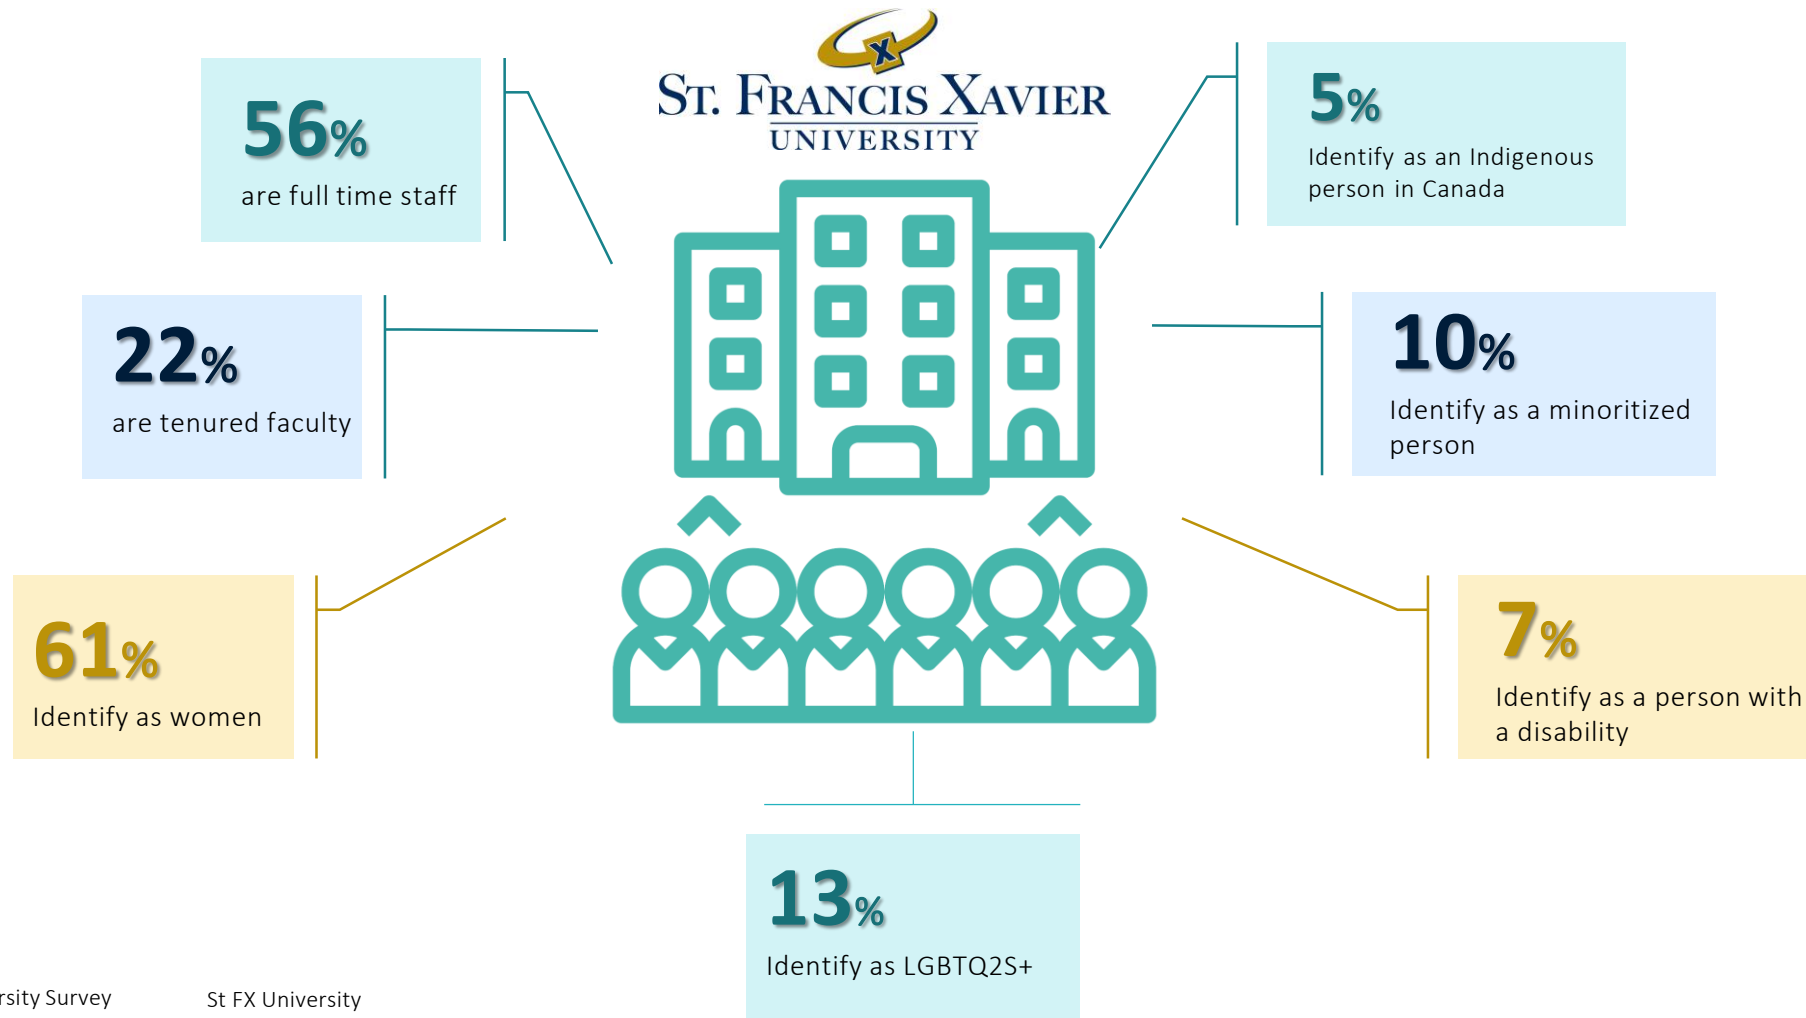 X
ST. FRANCIS XAVIER
UNIVERSITY
56%
are full time staff
5%
Identify as an Indigenous
person in Canada
22%
are tenured faculty
10%
Identify as a minoritized
person
61%
Identify as women
7%
Identify as a person with
a disability
13%
Identify as LGBTQ2S+
rsity Survey
St FX University